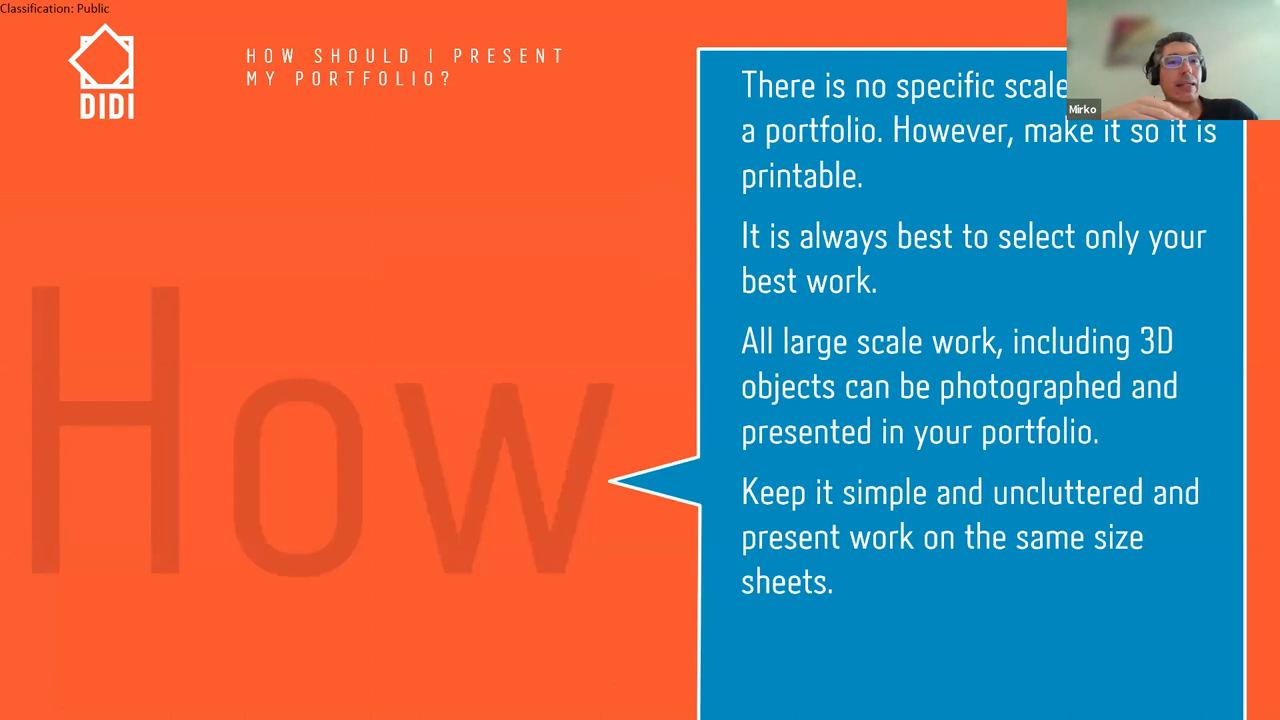 Classification: Public
DIDI
HOW SHOULD I PRESENT
MY PORTFOLIO?
How
There is no specific scale
a portfolio. However, make it so it is
printable.
It is always best to select only your
best work.
All large scale work, including 3D
objects can be photographed and
presented in your portfolio.
Keep it simple and uncluttered and
present work on the same size
sheets.
Mirko